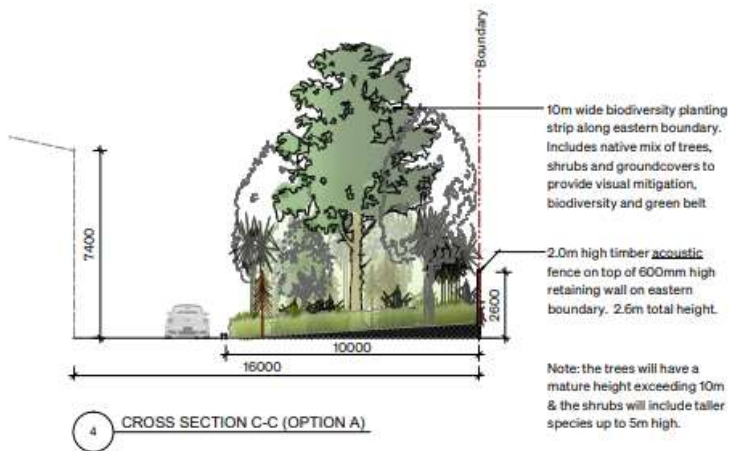 Boundary
10m wide biodiversity planting
strip along eastern boundary.
Includes native mix of trees,
shrubs and groundcovers to
provide visual mitigation,
biodiversity and green belt
7400
2.0m high timber acoustic
fence on top of 600mm high
retaining wall on eastern
boundary. 2.6m total height.
2600
10000
16000
Note: the trees will have a
mature height exceeding 10m
& the shrubs will include taller
species up to 5m high.
4 CROSS SECTION C-C (OPTION A)